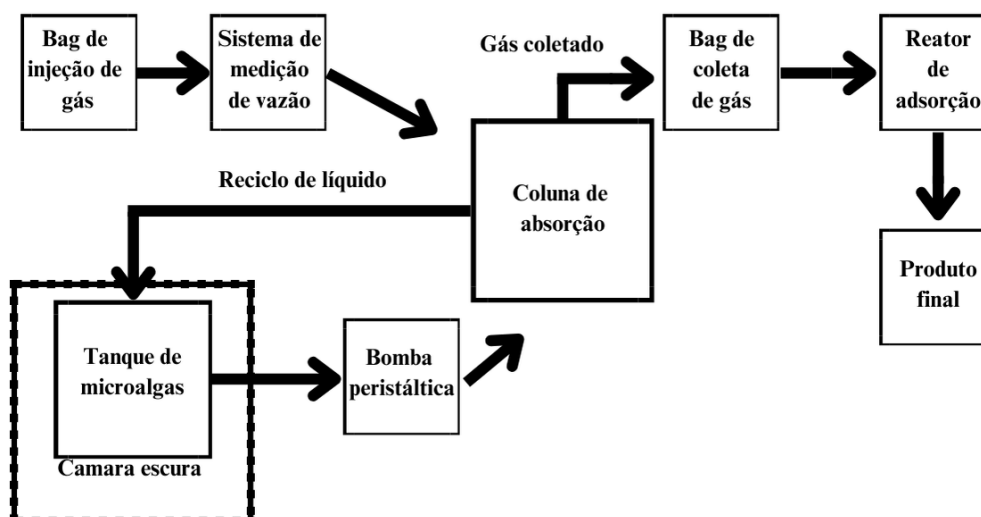 Bag de
injeção de
gás
Sistema de
medição
de vazão
Gás coletado
Bag de
coleta
de gás
Reator
de
adsorção
Reciclo de líquido
Coluna de
absorção
Produto
final
Tanque de
microalgas
Bomba
peristáltica
Camara escura